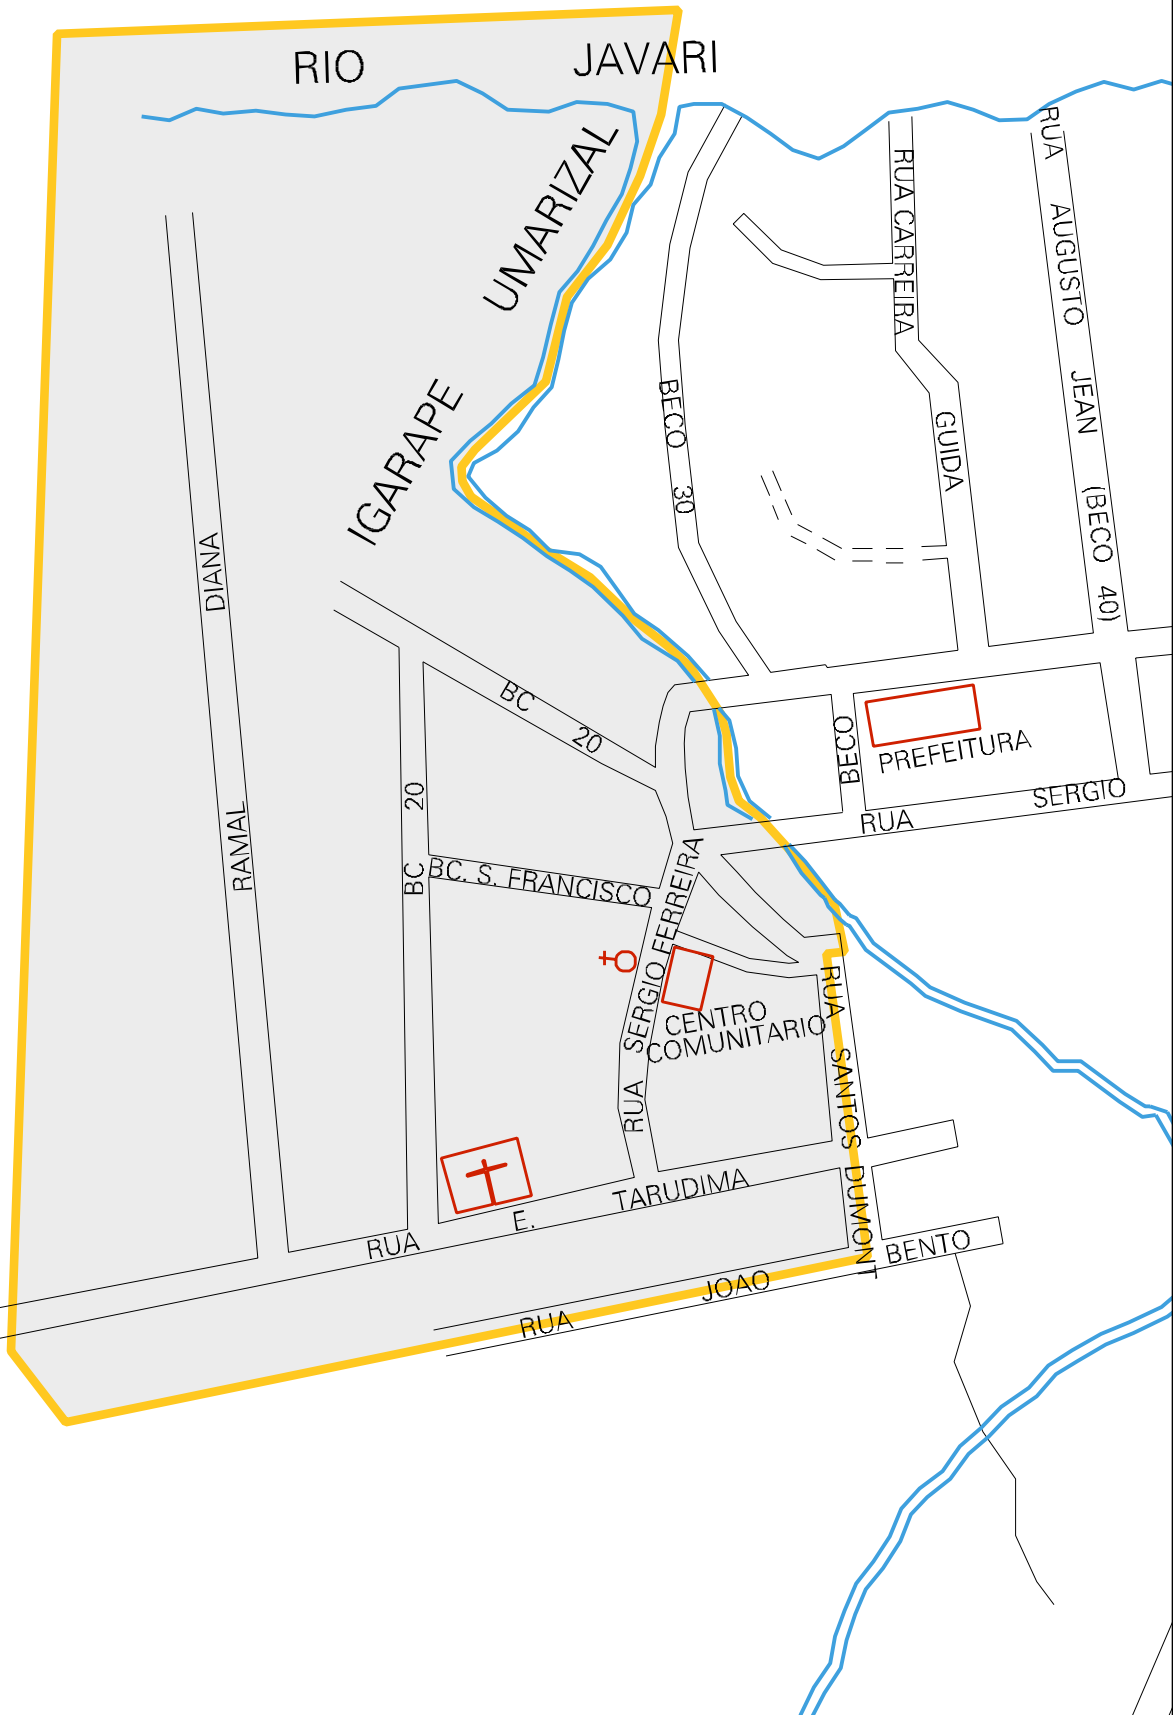 RIO JAVARI
IGARAPE UMARIZAL
RUA CARREIRA
GUIDA
RUA AUGUSTO JEAN (BECO 40)
BECO 30
RAMAL DIANA
BC 20
BC 20
BECO
PREFEITURA
RUA SERGIO
BC. S. FRANCISCO
RUA SERGIO FERREIRA
CENTRO
COMUNITARIO
RUA SANTOS DUMONT
RUA E. TARUDIMA
RUA JOAO BENTO